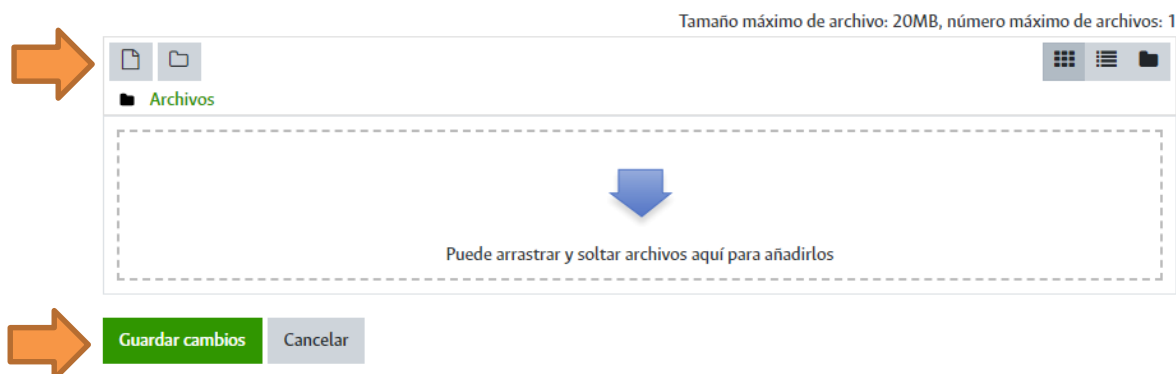 Tamaño máximo de archivo: 20MB, número máximo de archivos: 1
Archivos
Puede arrastrar y soltar archivos aquí para añadirlos
Guardar cambios Cancelar